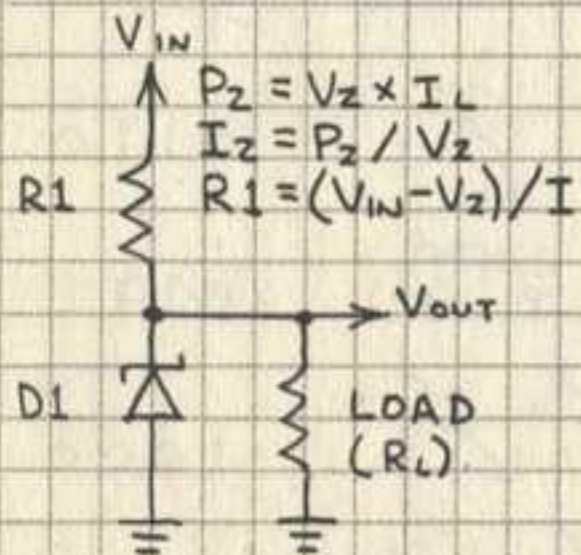 VIN
PZ = VZ × IL
IZ = PZ / VZ
R1 = (VIN-VZ)/I
R1
VOUT
D1
LOAD
(RL)